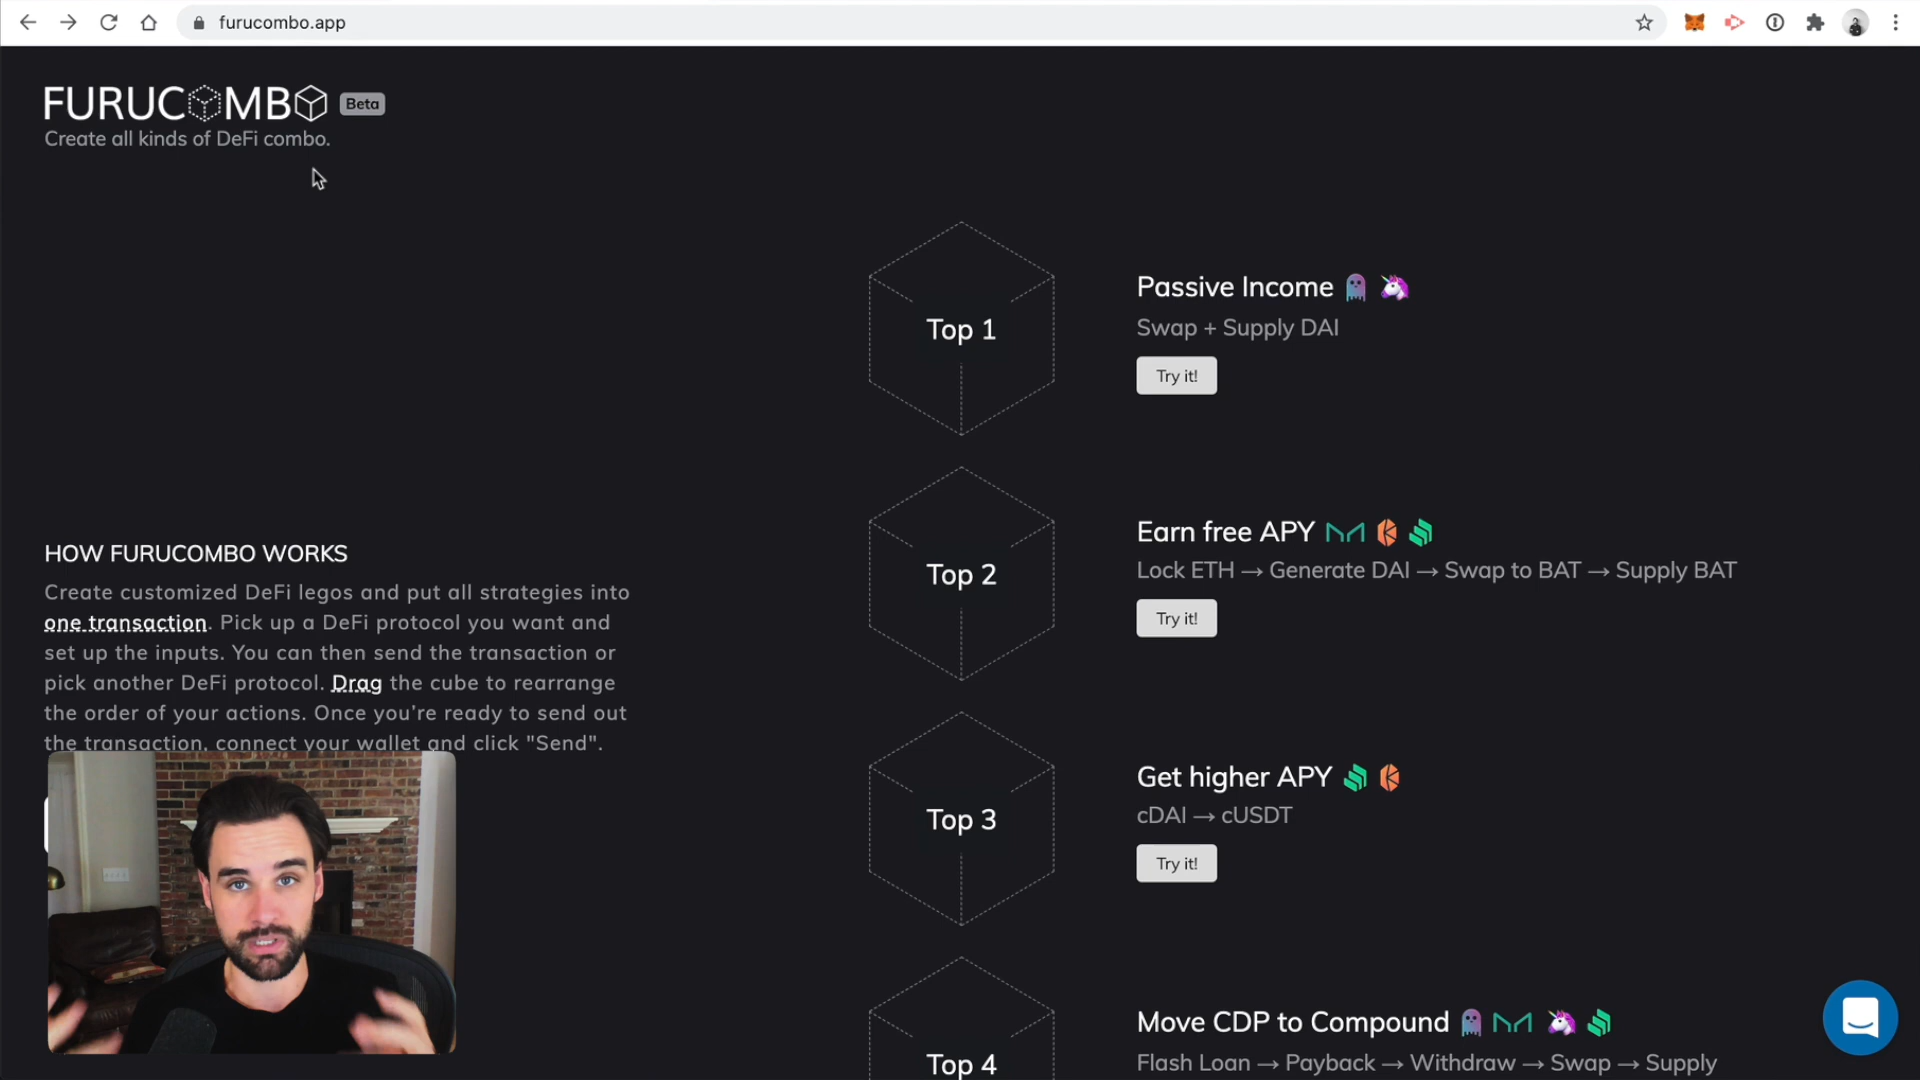 furucombo.app
FURUCOMBO Beta
Create all kinds of DeFi combo.
HOW FURUCOMBO WORKS
Create customized DeFi legos and put all strategies into
one transaction. Pick up a DeFi protocol you want and
set up the inputs. You can then send the transaction or
pick another DeFi protocol. Drag the cube to rearrange
the order of your actions. Once you're ready to send out
the transaction, connect your wallet and click "Send".
Top 1
Passive Income
Swap + Supply DAI
Try it!
Top 2
Earn free APY
Lock ETH → Generate DAI → Swap to BAT → Supply BAT
Try it!
Top 3
Get higher APY
cDAI → cUSDT
Try it!
Top 4
Move CDP to Compound
Flash Loan → Payback → Withdraw → Swap → Supply